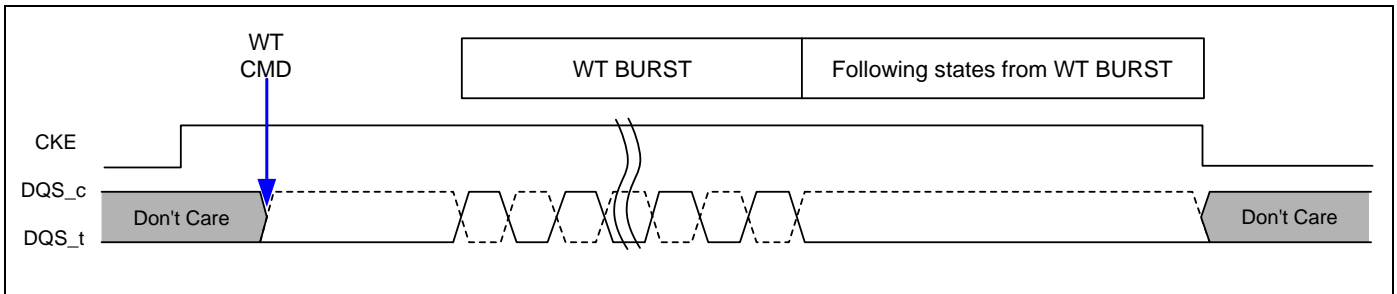 WT
CMD
WT BURST
Following states from WT BURST
CKE
DQS_c
Don't Care
Don't Care
DQS_t